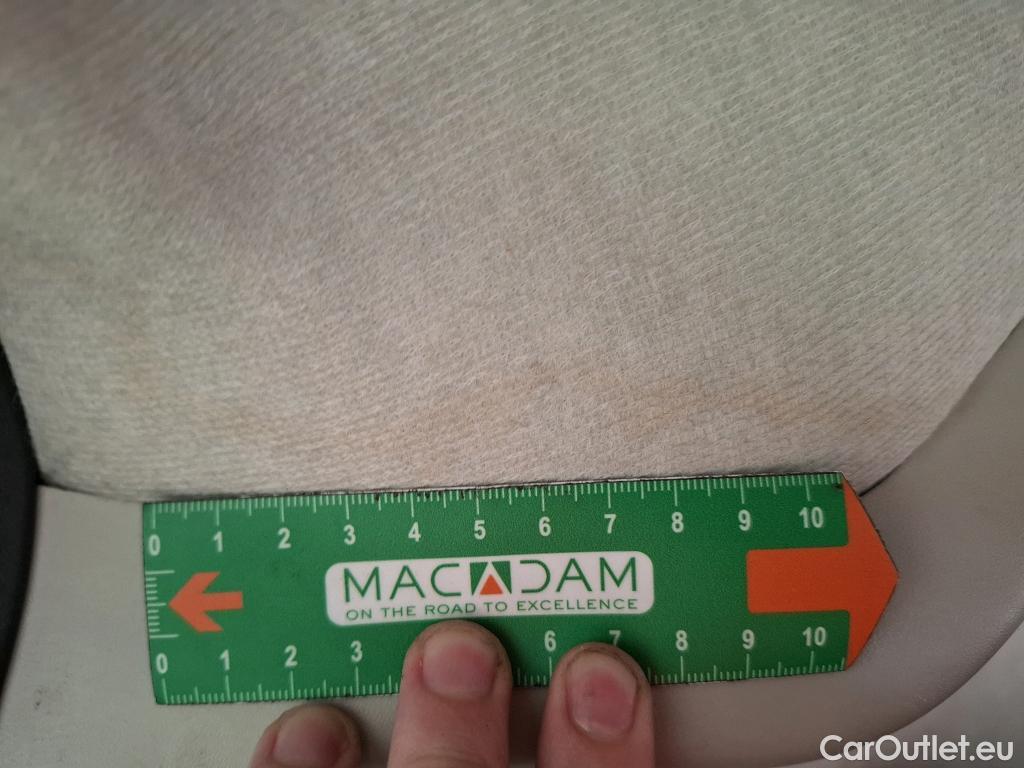 0 1 2 3 4 5 6 7 8 9 10
MACADAM
ON THE ROAD TO EXCELLENCE
0 1 2 3 6 7 8 9 10
CarOutlet.eu